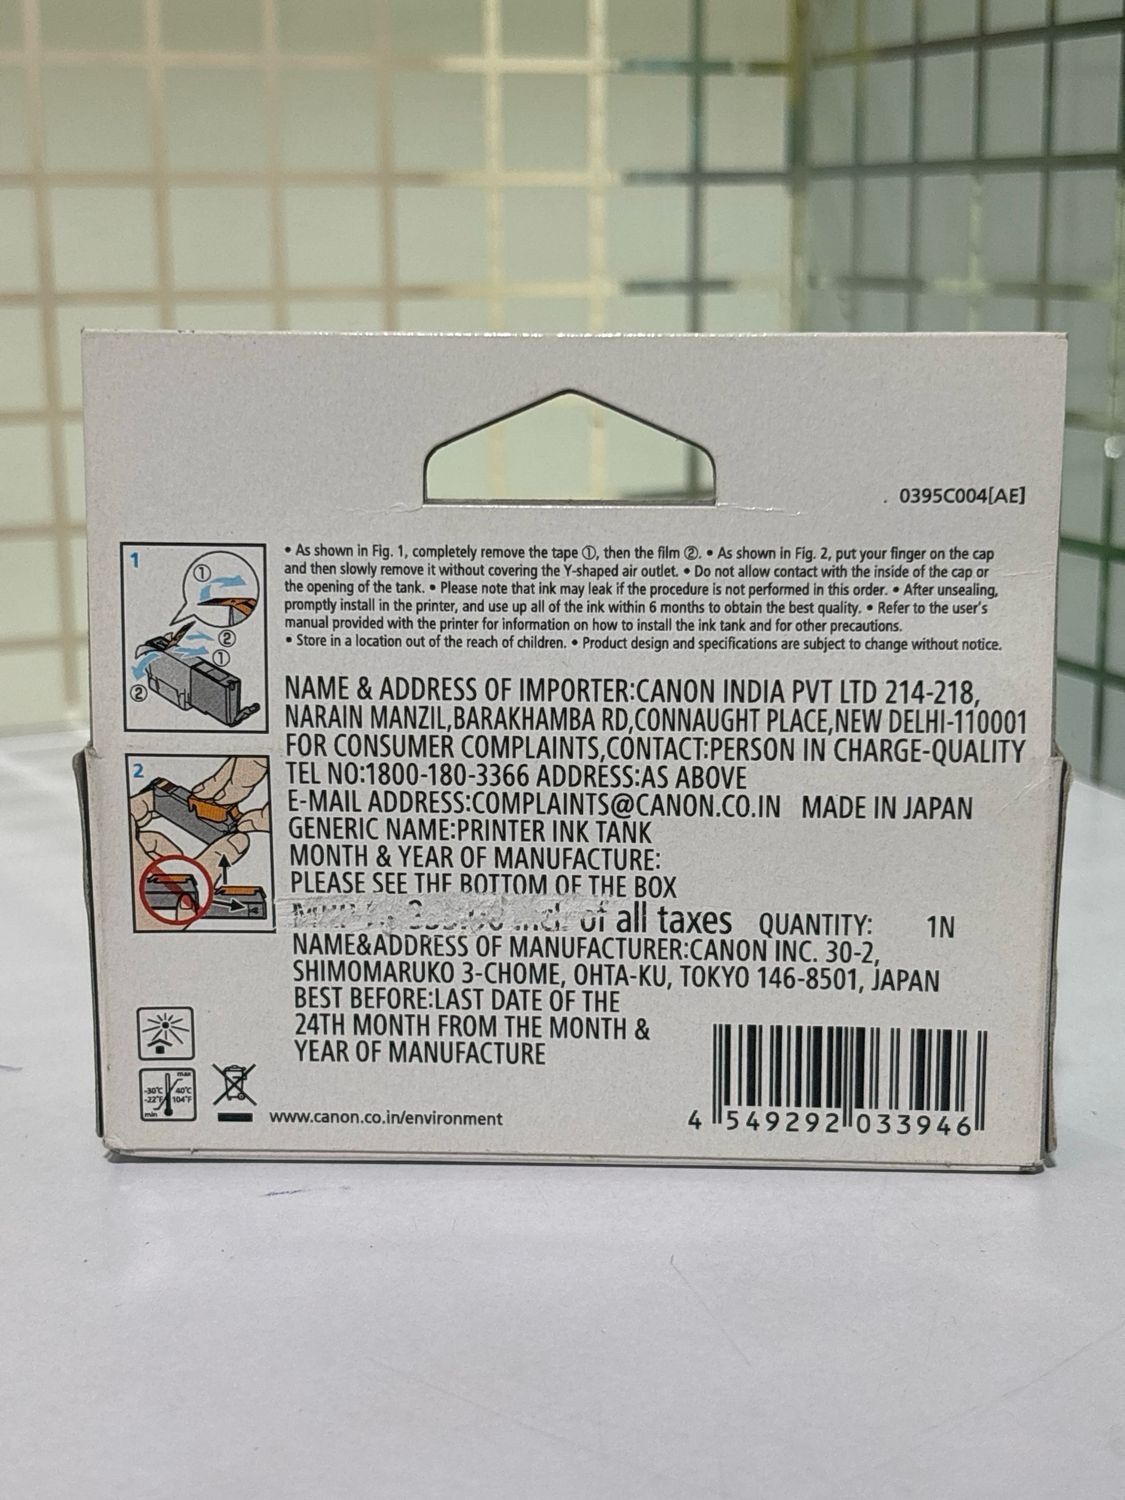 0395C004[AE]
1
① 
②
①
②
• As shown in Fig. 1, completely remove the tape ①, then the film ②. • As shown in Fig. 2, put your finger on the cap
and then slowly remove it without covering the Y-shaped air outlet. • Do not allow contact with the inside of the cap or
the opening of the tank. • Please note that ink may leak if the procedure is not performed in this order. • After unsealing,
promptly install in the printer, and use up all of the ink within 6 months to obtain the best quality. • Refer to the user's
manual provided with the printer for information on how to install the ink tank and for other precautions.
• Store in a location out of the reach of children. • Product design and specifications are subject to change without notice.
NAME & ADDRESS OF IMPORTER:CANON INDIA PVT LTD 214-218,
NARAIN MANZIL,BARAKHAMBA RD,CONNAUGHT PLACE,NEW DELHI-110001
FOR CONSUMER COMPLAINTS,CONTACT:PERSON IN CHARGE-QUALITY
2
TEL NO:1800-180-3366 ADDRESS:AS ABOVE
E-MAIL ADDRESS:COMPLAINTS@CANON.CO.IN MADE IN JAPAN
GENERIC NAME:PRINTER INK TANK
MONTH & YEAR OF MANUFACTURE:
PLEASE SEE THE BOTTOM OF THE BOX
of all taxes QUANTITY: 1N
NAME&ADDRESS OF MANUFACTURER:CANON INC. 30-2,
SHIMOMARUKO 3-CHOME, OHTA-KU, TOKYO 146-8501, JAPAN
BEST BEFORE:LAST DATE OF THE
24TH MONTH FROM THE MONTH &
YEAR OF MANUFACTURE
max
-30°C 40°C
-22°F 104°F
min
www.canon.co.in/environment
4 549292 033946